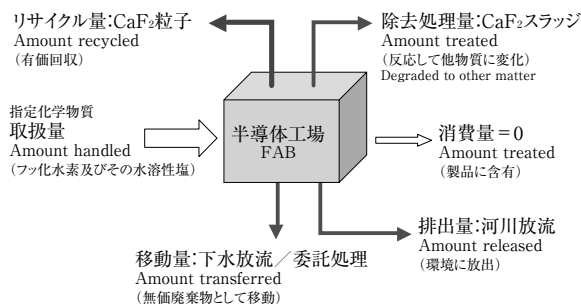 リサイクル量:CaF₂粒子
Amount recycled
(有価回収)
除去処理量:CaF₂スラッジ
Amount treated
(反応して他物質に変化)
Degraded to other matter
指定化学物質
取扱量
Amount handled
(フッ化水素及びその水溶性塩)
半導体工場
FAB
消費量=0
Amount treated
(製品に含有)
移動量:下水放流/委託処理
Amount transferred
(無価廃棄物として移動)
排出量:河川放流
Amount released
(環境に放出)